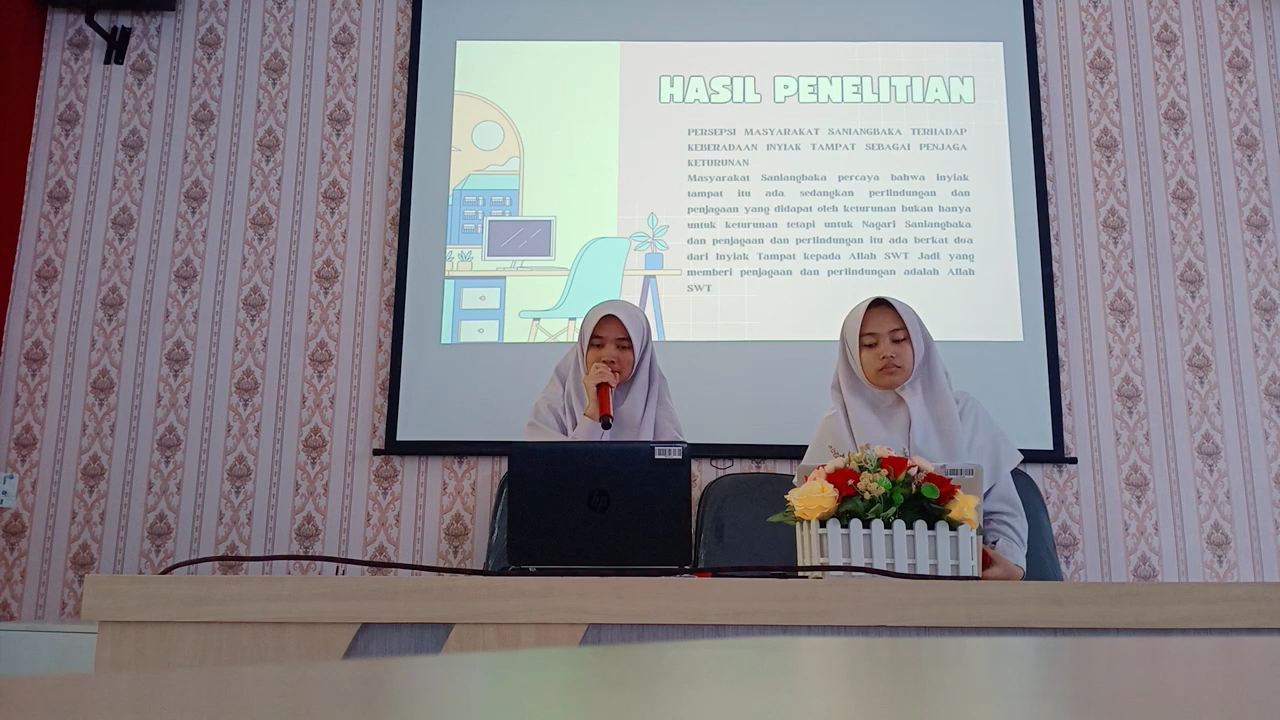 HASIL PENELITIAN
PERSEPSI MASYARAKAT SANIANGBAKA TERHADAP
KEBERADAAN INYIAK TAMPAT SEBAGAI PENJAGA
KETURUNAN
Masyarakat Saniangbaka percaya bahwa inyiak
tampat itu ada sedangkan perlindungan dan
penjagaan yang didapat oleh keturunan bukan hanya
untuk keturunan tetapi untuk Nagari Saniangbaka
dan penjagaan dan perlindungan itu ada berkat doa
dari Inyiak Tampat kepada Allah SWT Jadi yang
memberi penjagaan dan perlindungan adalah Allah
SWT
hp